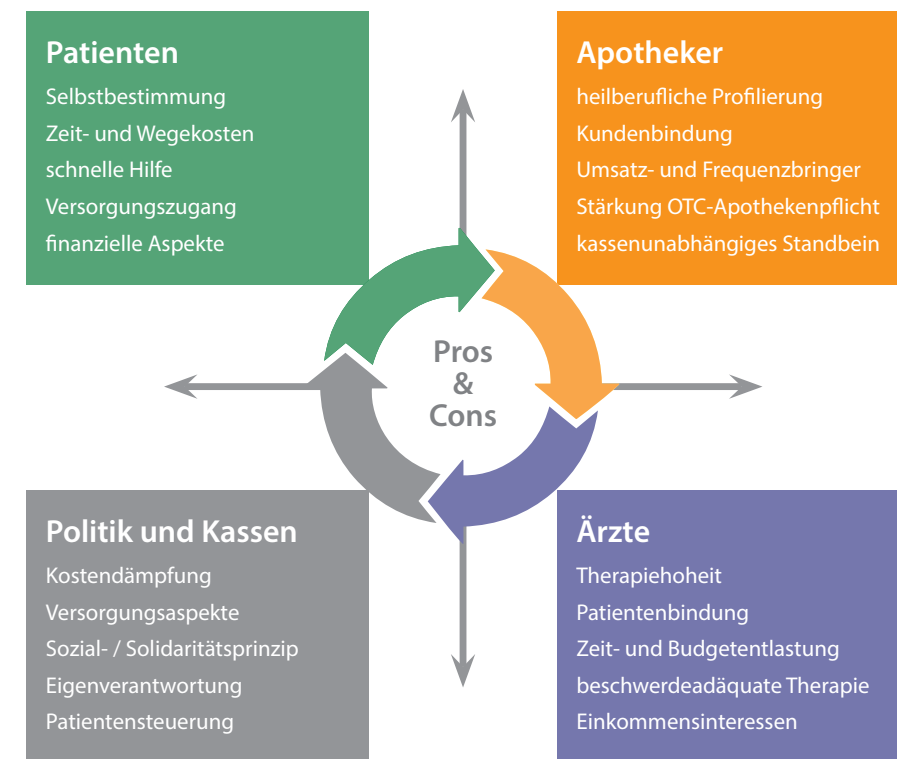 Patienten
Selbstbestimmung
Zeit- und Wegekosten
schnelle Hilfe
Versorgungszugang
finanzielle Aspekte
Apotheker
heilberufliche Profilierung
Kundenbindung
Umsatz- und Frequenzbringer
Stärkung OTC-Apothekenpflicht
kassenunabhängiges Standbein
Pros
&
Cons
Politik und Kassen
Kostendämpfung
Versorgungsaspekte
Sozial- / Solidaritätsprinzip
Eigenverantwortung
Patientensteuerung
Ärzte
Therapiehoheit
Patientenbindung
Zeit- und Budgetentlastung
beschwerdeadäquate Therapie
Einkommensinteressen